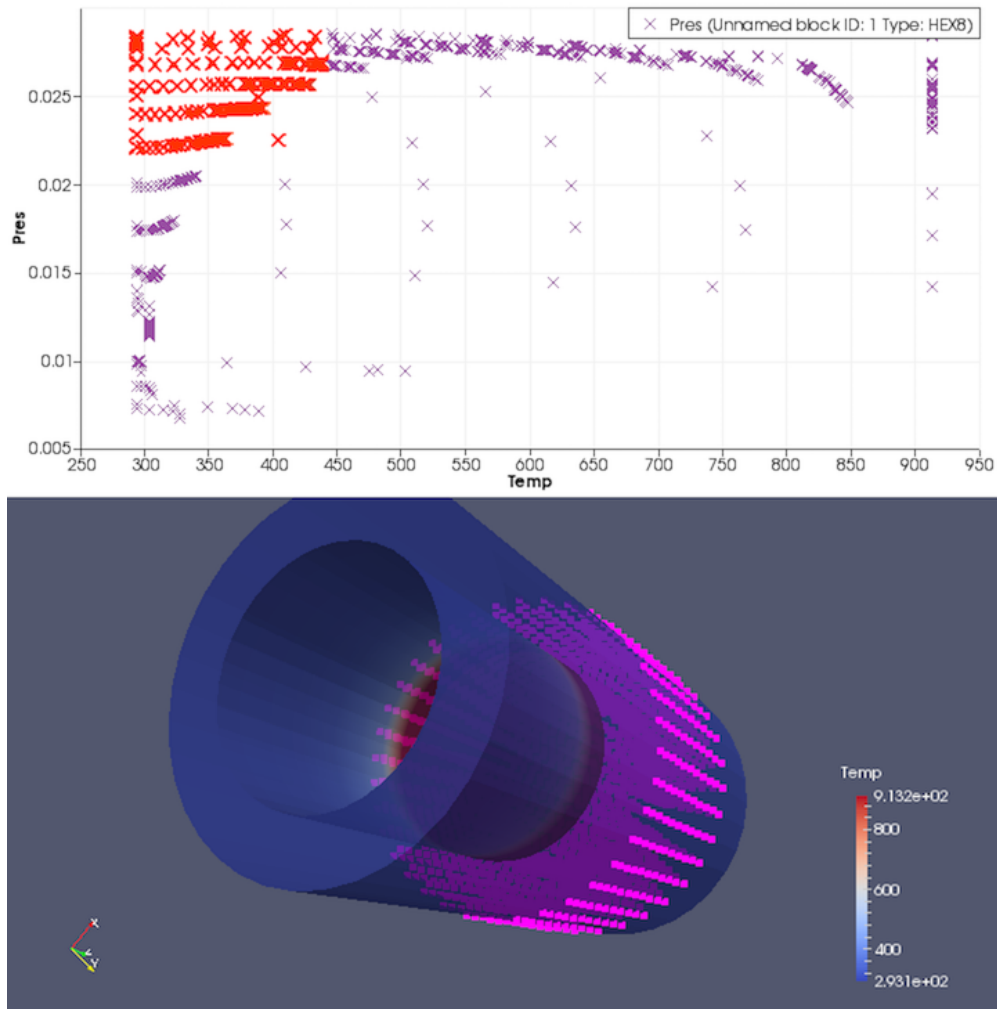 Pres (Unnamed block ID: 1 Type: HEX8)
Pres
0.025
0.02
0.015
0.01
0.005
250 300 350 400 450 500 550 600 650 700 750 800 850 900 950
Temp
Temp
9.132e+02
800
600
400
2.931e+02
X
Z
Y